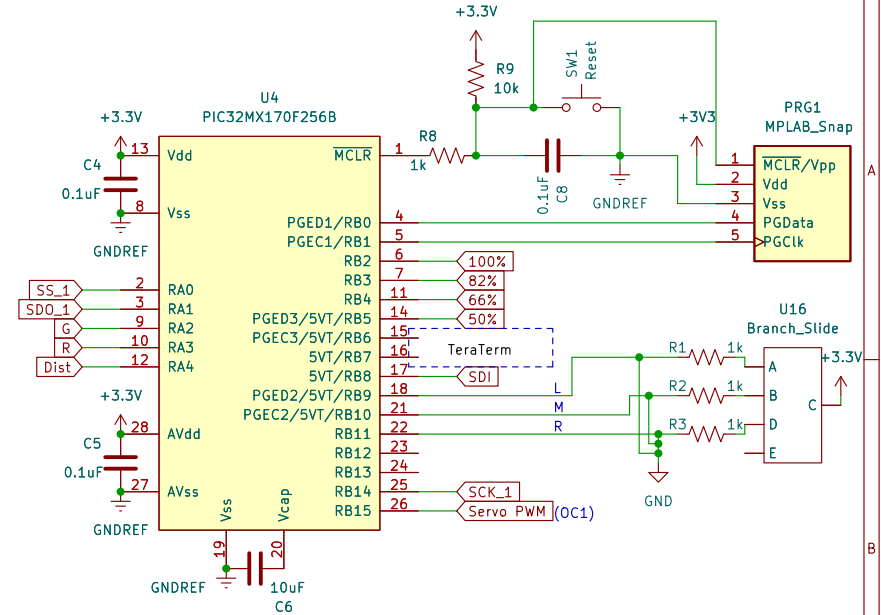 +3.3V
R9
10k
SW1
Reset
U4
PIC32MX170F256B
+3.3V
13
Vdd
C4
0.1uF
8
Vss
GNDREF
MCLR
1
R8
1k
0.1uF
C8
GNDREF
+3V3
PRG1
MPLAB_Snap
1
MCLR/Vpp
2
Vdd
3
Vss
4
PGData
5
PGClk
A
PGED1/RB0
4
PGEC1/RB1
5
RB2
6
100%
RB3
7
82%
RB4
11
66%
PGED3/5VT/RB5
14
50%
PGEC3/5VT/RB6
15
5VT/RB7
16
TeraTerm
5VT/RB8
17
SDI
PGED2/5VT/RB9
18
L
PGEC2/5VT/RB10
21
M
RB11
22
R
RB12
23
RB13
24
RB14
25
SCK_1
RB15
26
Servo PWM
(OC1)
SS_1
2
RA0
SDO_1
3
RA1
G
9
RA2
R
10
RA3
Dist
12
RA4
+3.3V
28
AVdd
C5
0.1uF
27
AVss
GNDREF
Vss
19
Vcap
20
GNDREF
10uF
C6
U16
Branch_Slide
R1
1k
A
R2
1k
B
R3
1k
D
E
C
+3.3V
GND
B